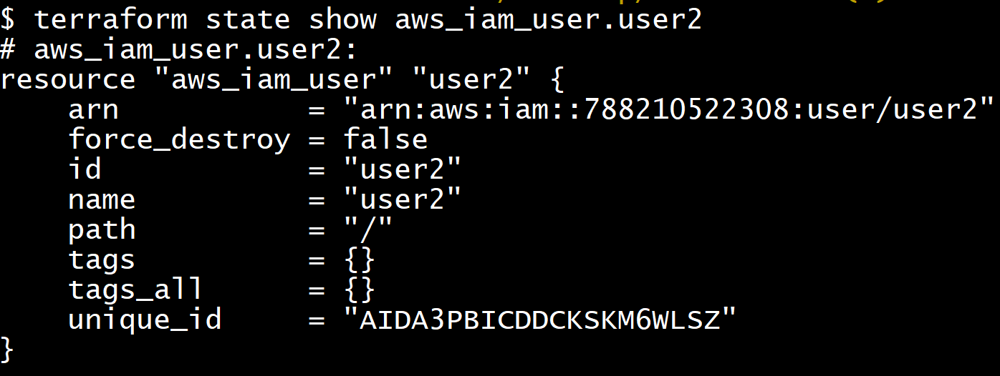 $ terraform state show aws_iam_user.user2
# aws_iam_user.user2:
resource "aws_iam_user" "user2" {
    arn           = "arn:aws:iam::788210522308:user/user2"
    force_destroy = false
    id            = "user2"
    name          = "user2"
    path          = "/"
    tags          = {}
    tags_all      = {}
    unique_id     = "AIDA3PBICDDCKSKM6WLSZ"
}